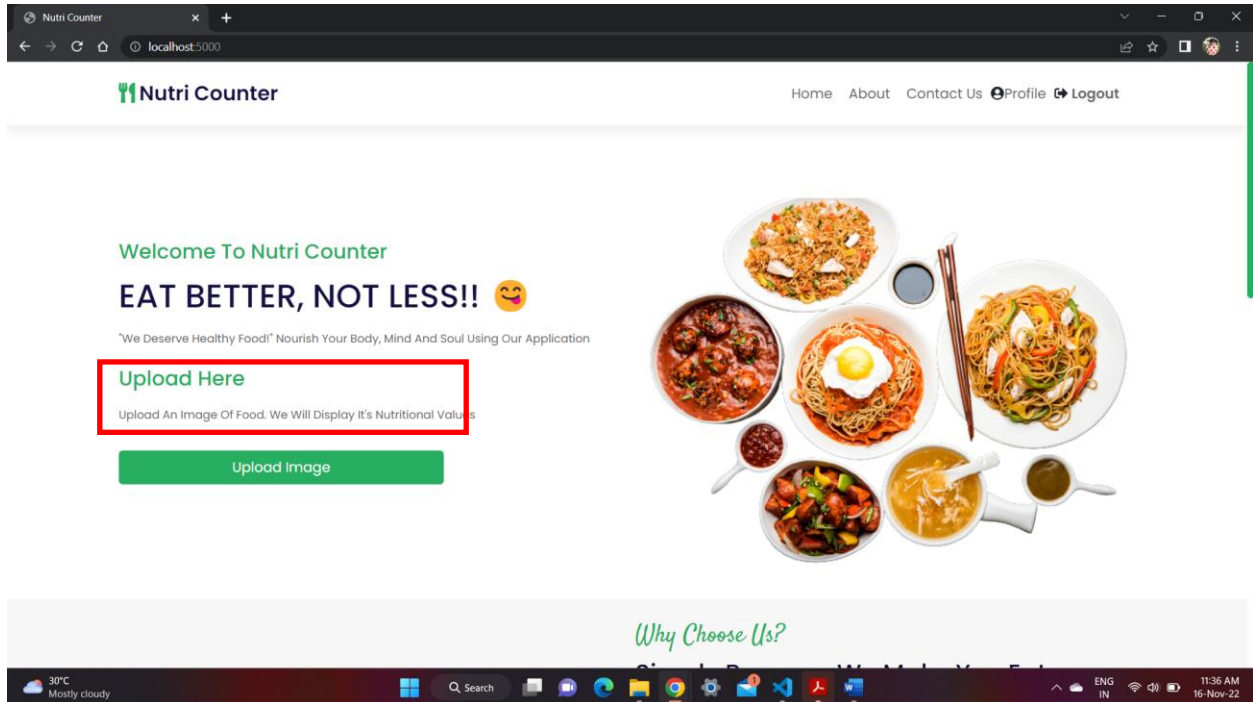 Nutri Counter
localhost:5000
Nutri Counter
Home About Contact Us Profile Logout
Welcome To Nutri Counter
EAT BETTER, NOT LESS!! 😋
"We Deserve Healthy Food!" Nourish Your Body, Mind And Soul Using Our Application
Upload Here
Upload An Image Of Food. We Will Display It's Nutritional Values
Upload Image
Why Choose Us?
30°C
Mostly cloudy
Search
1
ENG
IN
11:36 AM
16-Nov-22